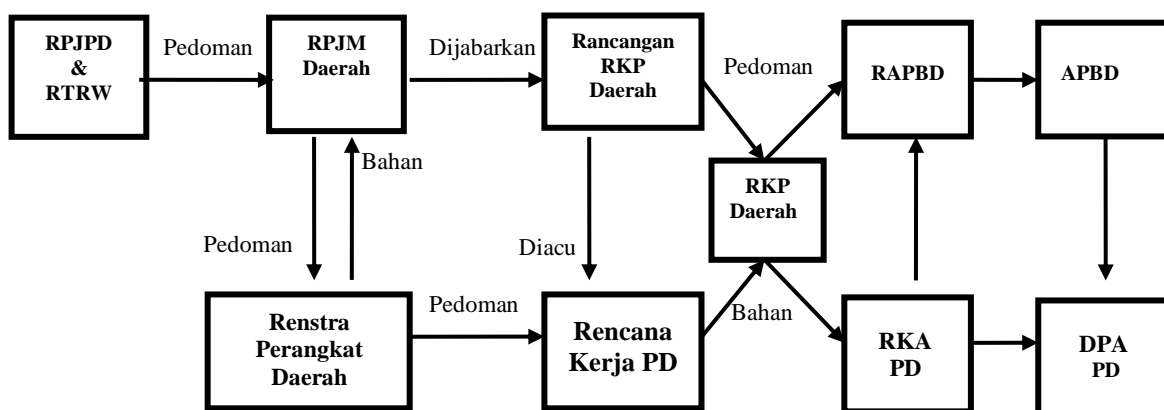 RPJPD
&
RTRW
Pedoman
RPJM
Daerah
Dijabarkan
Rancangan
RKP
Daerah
Pedoman
RAPBD
APBD
Bahan
RKP
Daerah
Pedoman
Diacu
Renstra
Perangkat
Daerah
Pedoman
Rencana
Kerja PD
Bahan
RKA
PD
DPA
PD